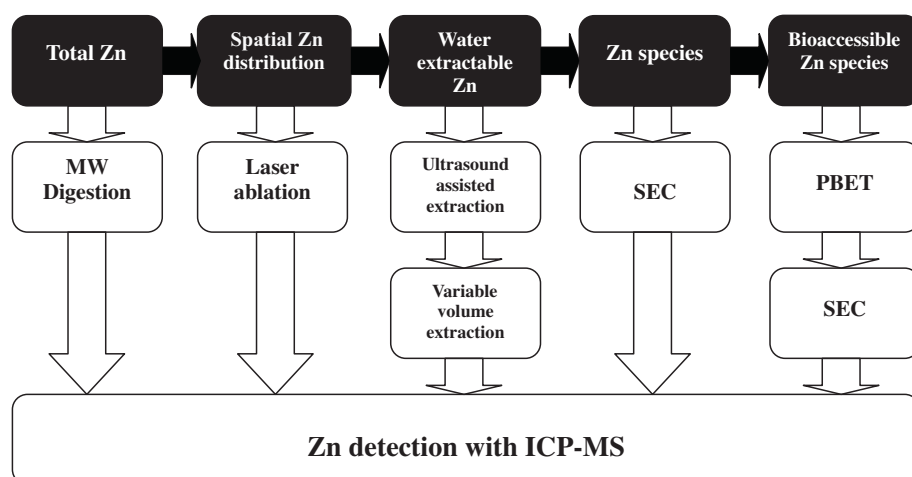 Total Zn
Spatial Zn
distribution
Water
extractable
Zn
Zn species
Bioaccessible
Zn species
MW
Digestion
Laser
ablation
Ultrasound
assisted
extraction
SEC
PBET
Variable
volume
extraction
SEC
Zn detection with ICP-MS